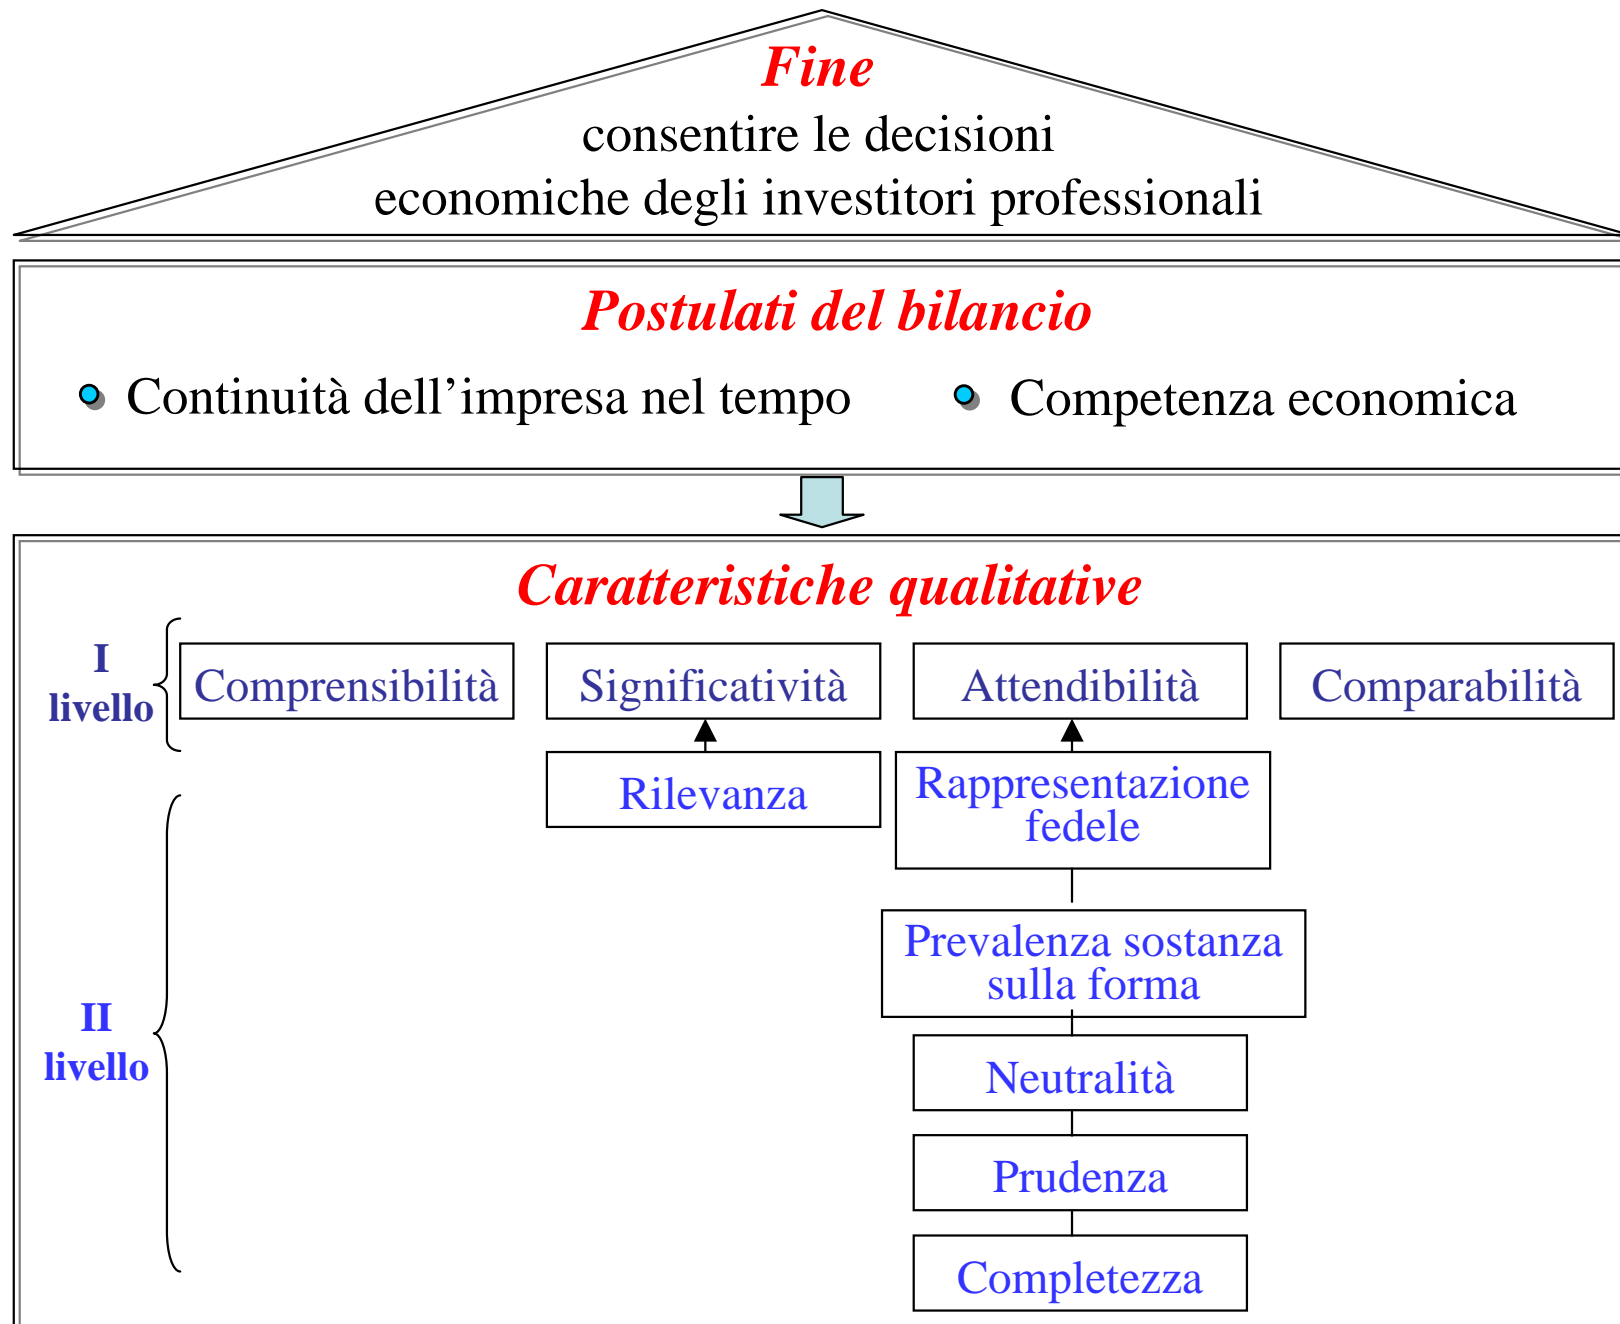 Fine
consentire le decisioni
economiche degli investitori professionali
Postulati del bilancio
Continuità dell’impresa nel tempo
Competenza economica
Caratteristiche qualitative
I
livello
Comprensibilità
Significatività
Attendibilità
Comparabilità
Rilevanza
Rappresentazione
fedele
Prevalenza sostanza
sulla forma
II
livello
Neutralità
Prudenza
Completezza